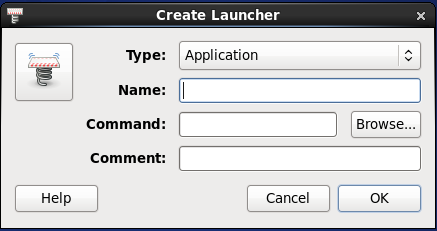 Create Launcher
Type: Application
Name:
Command: Browse...
Comment:
Help Cancel OK